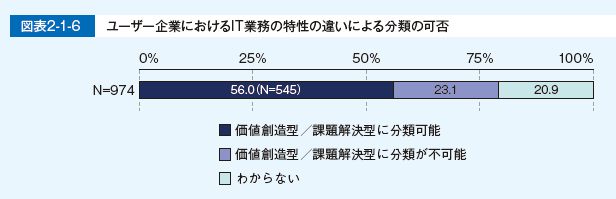 図表2-1-6 ユーザー企業におけるIT業務の特性の違いによる分類の可否
0% 25% 50% 75% 100%
N=974 56.0(N=545) 23.1 20.9
価値創造型／課題解決型に分類可能
価値創造型／課題解決型に分類が不可能
わからない